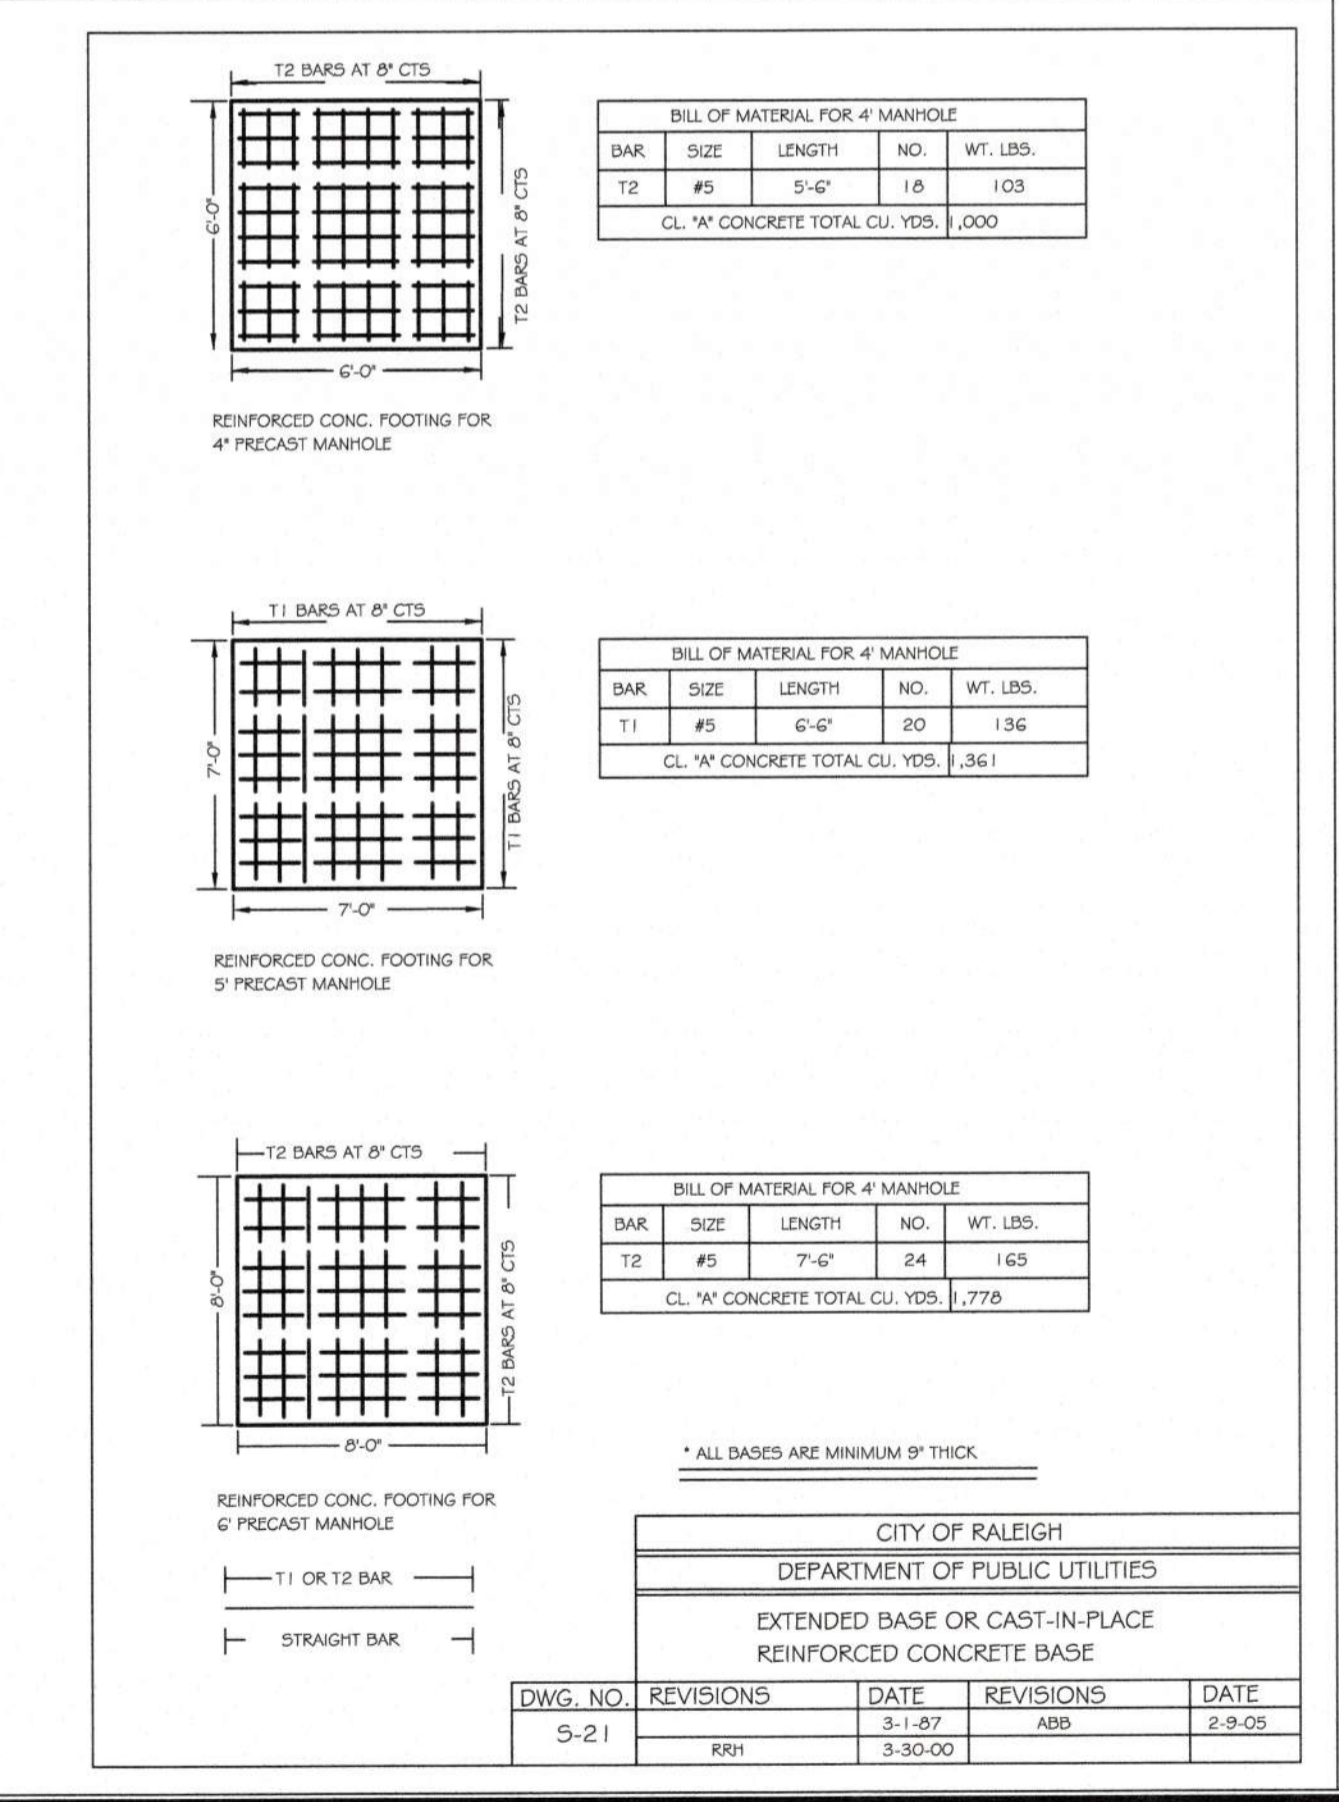 T2 BARS AT 8" CTS
6'-0"
T2 BARS AT 8" CTS
6'-0"
REINFORCED CONC. FOOTING FOR
4" PRECAST MANHOLE
BILL OF MATERIAL FOR 4' MANHOLE
BAR SIZE LENGTH NO. WT. LBS.
T2 #5 5'-6" 18 103
CL. "A" CONCRETE TOTAL CU. YDS. 1,000
T1 BARS AT 8" CTS
7'-0"
T1 BARS AT 8" CTS
7'-0"
REINFORCED CONC. FOOTING FOR
5' PRECAST MANHOLE
BILL OF MATERIAL FOR 4' MANHOLE
BAR SIZE LENGTH NO. WT. LBS.
T1 #5 6'-6" 20 136
CL. "A" CONCRETE TOTAL CU. YDS. 1,361
T2 BARS AT 8" CTS
8'-0"
T2 BARS AT 8" CTS
8'-0"
REINFORCED CONC. FOOTING FOR
6' PRECAST MANHOLE
BILL OF MATERIAL FOR 4' MANHOLE
BAR SIZE LENGTH NO. WT. LBS.
T2 #5 7'-6" 24 165
CL. "A" CONCRETE TOTAL CU. YDS. 1,778
* ALL BASES ARE MINIMUM 9" THICK
T1 OR T2 BAR
STRAIGHT BAR
CITY OF RALEIGH
DEPARTMENT OF PUBLIC UTILITIES
EXTENDED BASE OR CAST-IN-PLACE
REINFORCED CONCRETE BASE
DWG. NO. REVISIONS DATE REVISIONS DATE
S-21 3-1-87 ABB 2-9-05
RRH 3-30-00